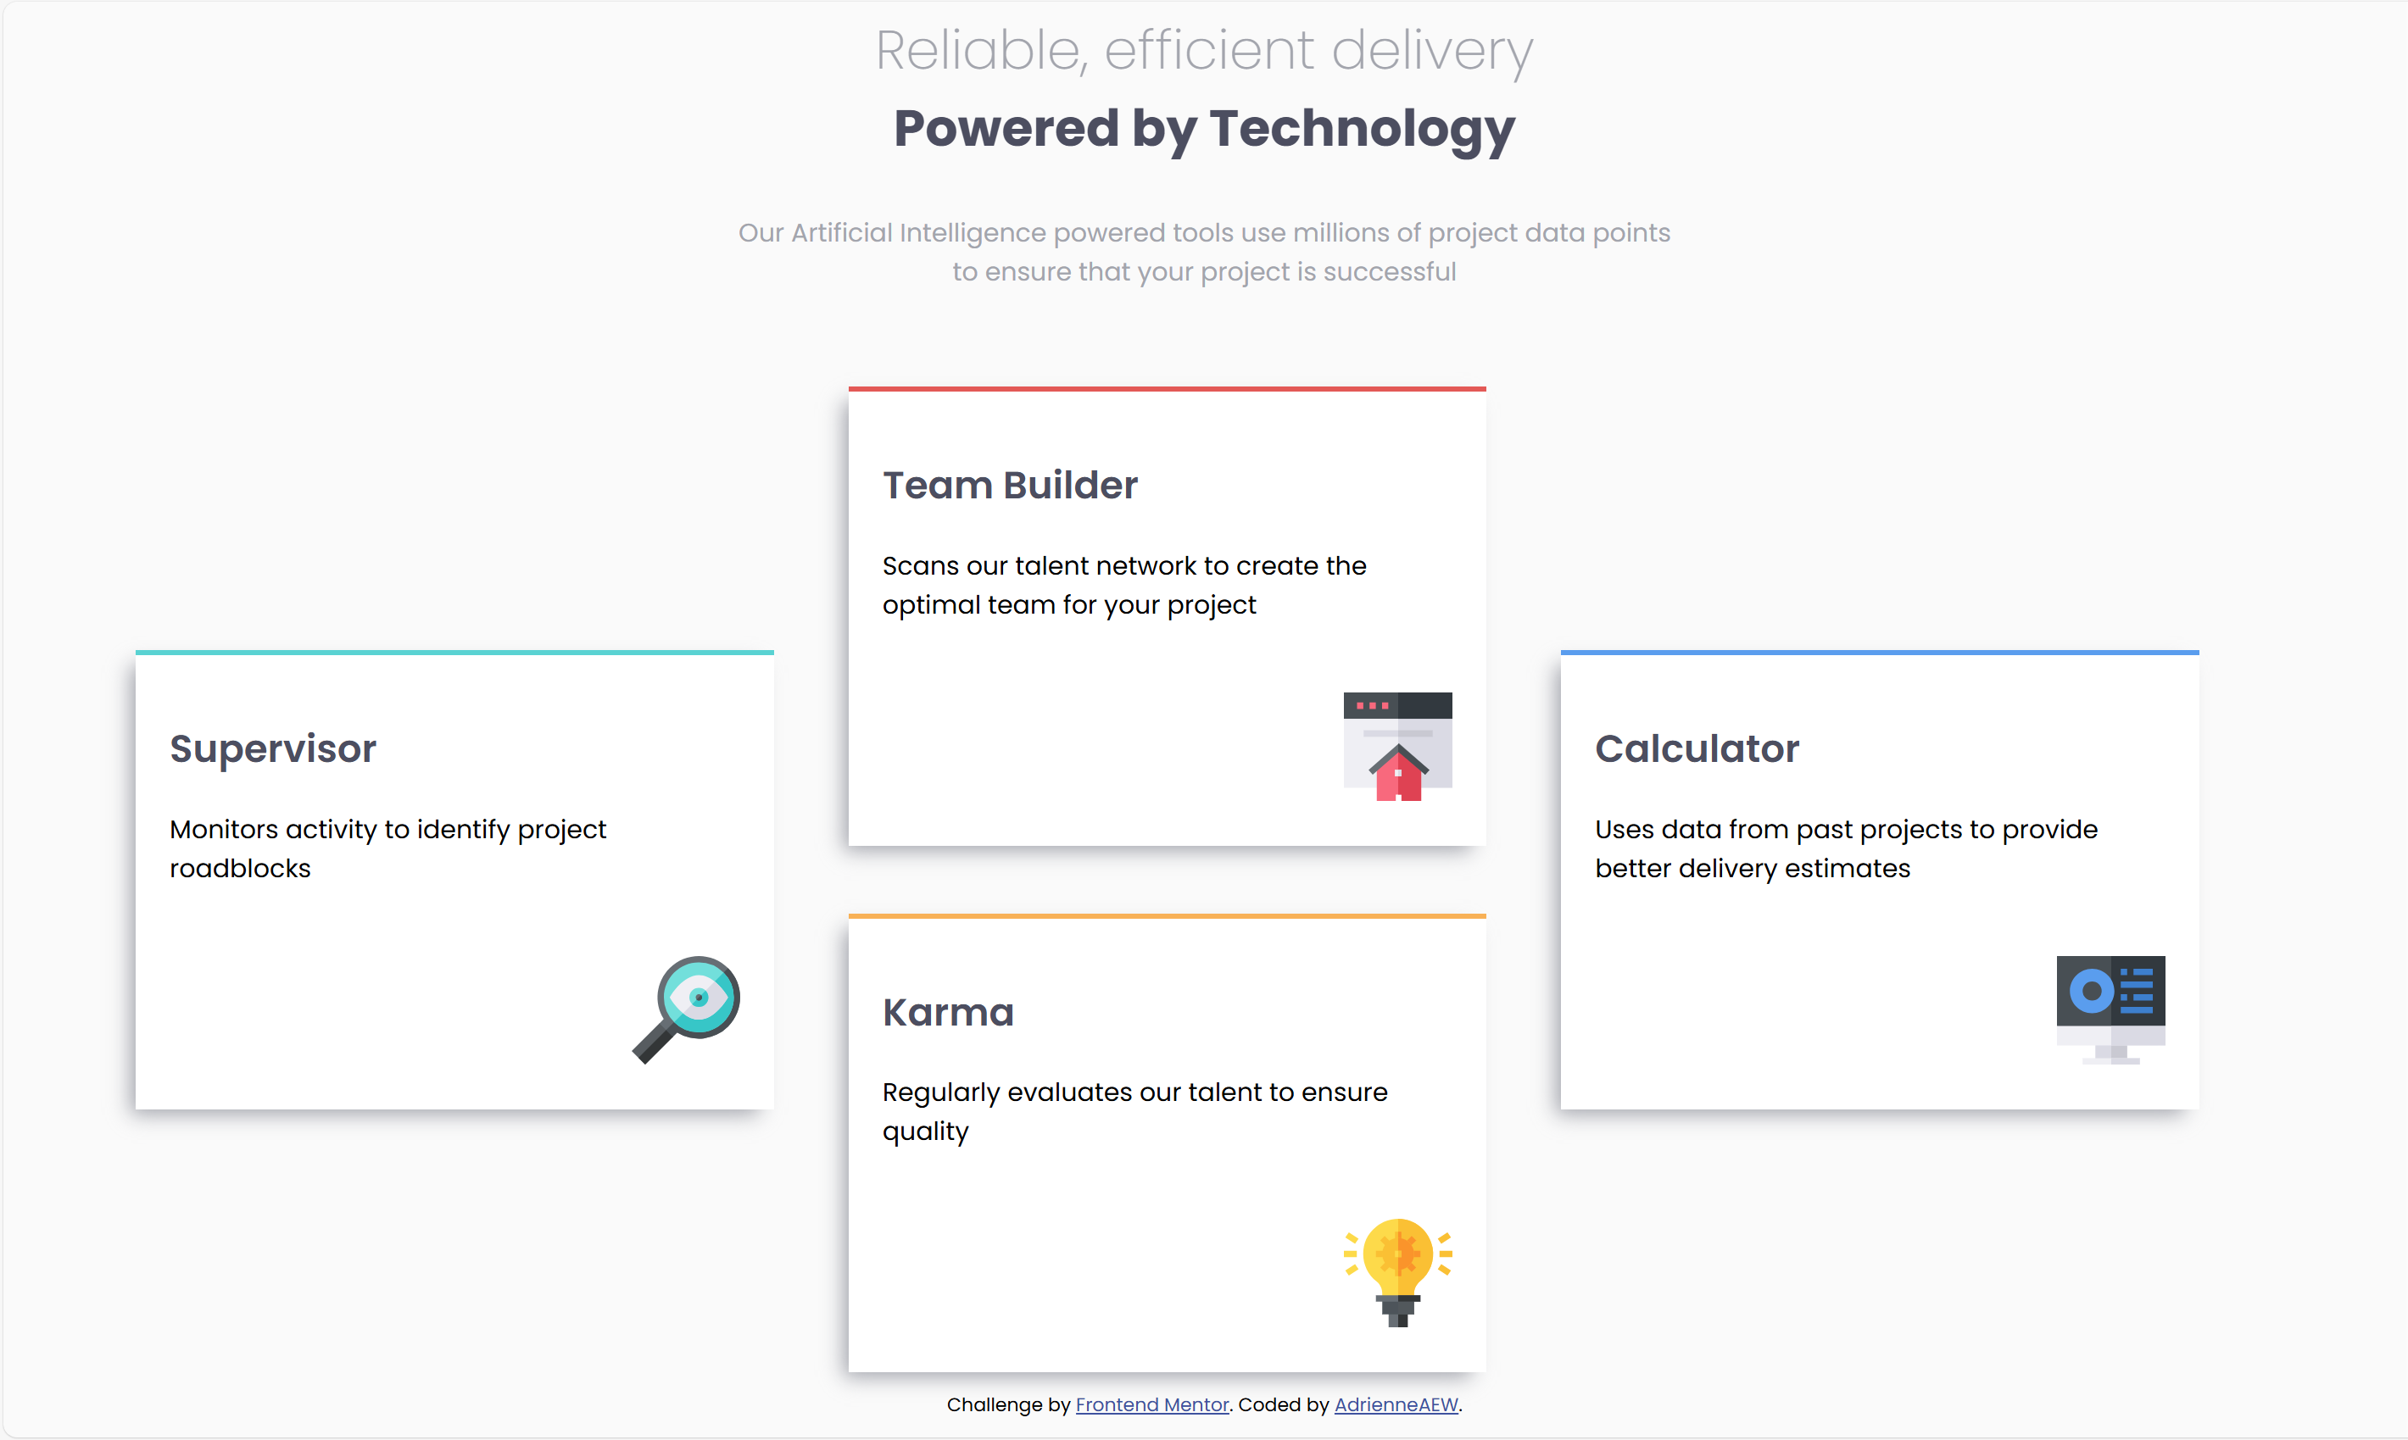 Reliable, efficient delivery
Powered by Technology
Our Artificial Intelligence powered tools use millions of project data points
to ensure that your project is successful
Team Builder
Scans our talent network to create the
optimal team for your project
Supervisor
Monitors activity to identify project
roadblocks
Calculator
Uses data from past projects to provide
better delivery estimates
Karma
Regularly evaluates our talent to ensure
quality
Challenge by Frontend Mentor. Coded by AdrienneAEW.